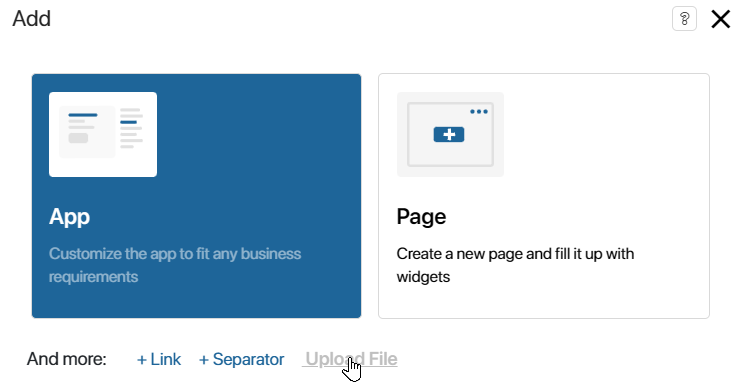 Add
?
App
Customize the app to fit any business
requirements
Page
Create a new page and fill it up with
widgets
And more: + Link + Separator Upload File